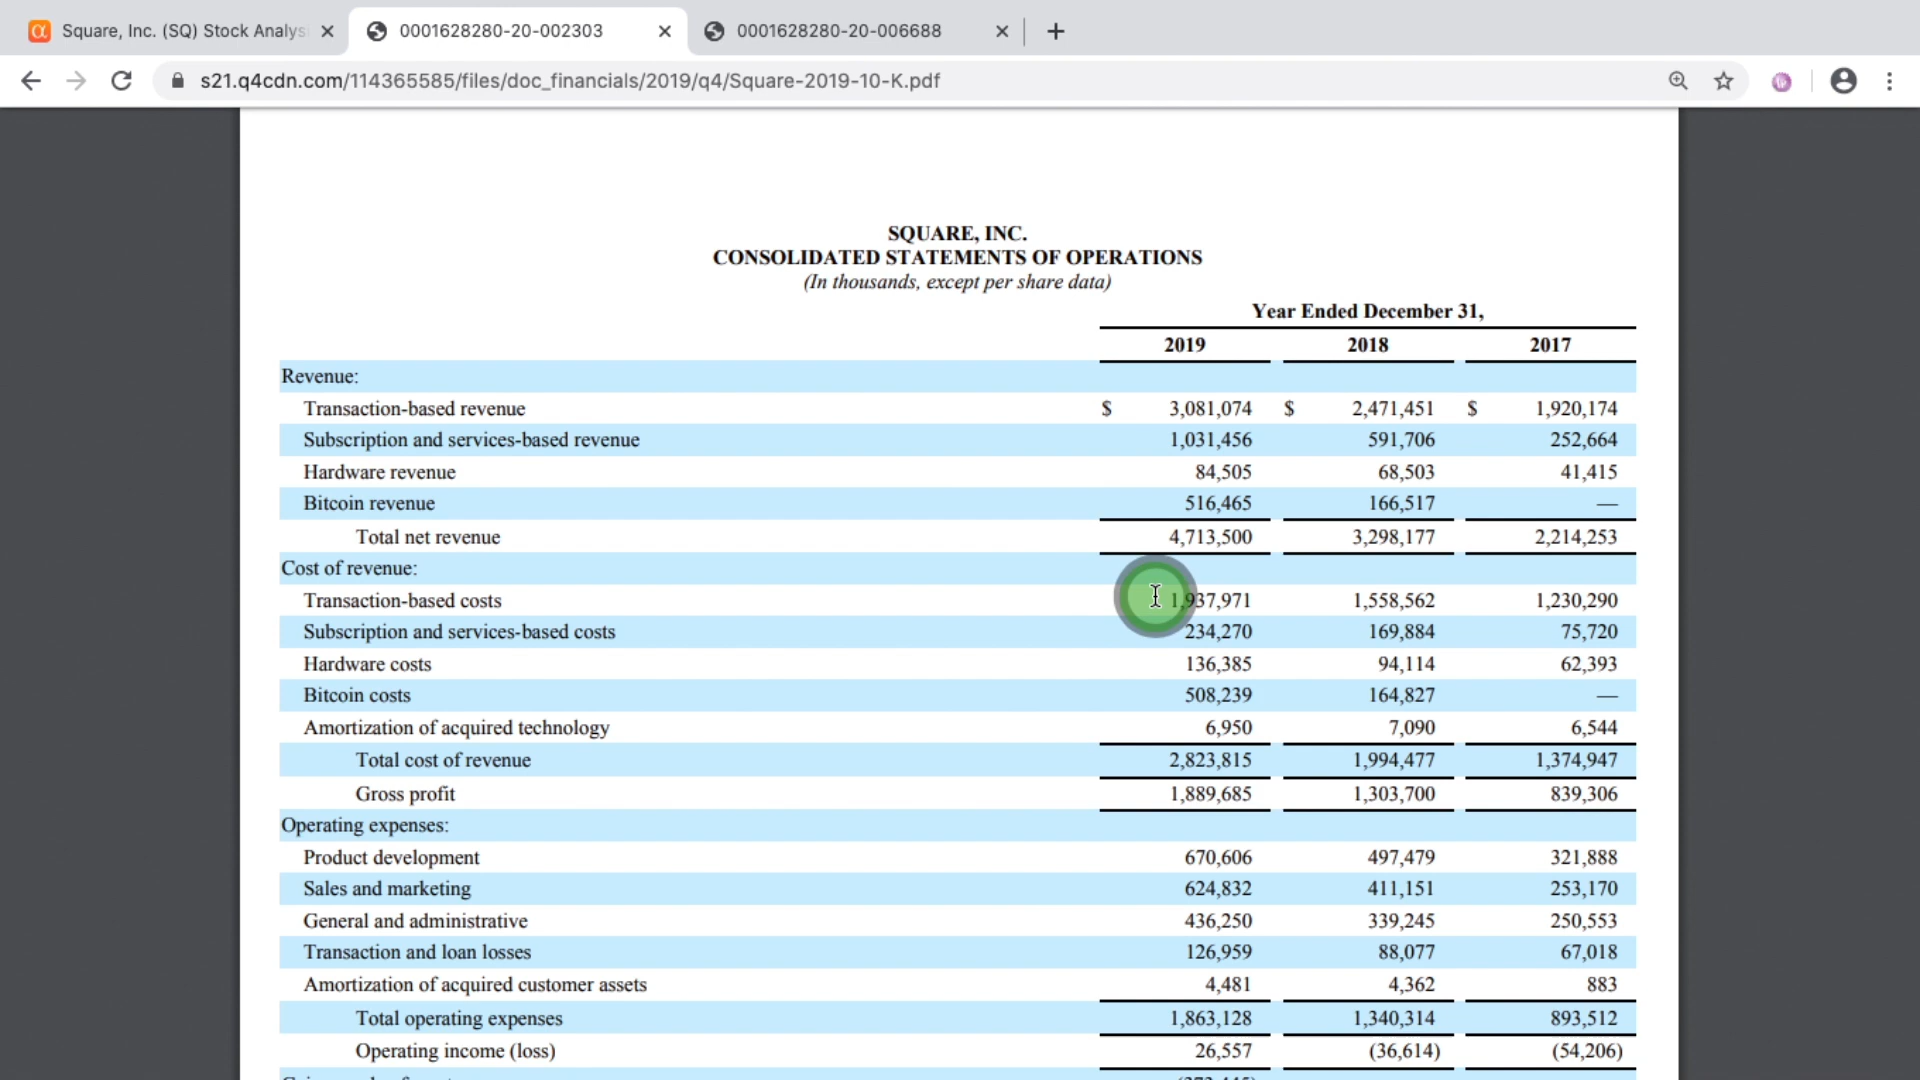 Square, Inc. (SQ) Stock Analys
0001628280-20-002303
0001628280-20-006688
s21.q4cdn.com/114365585/files/doc_financials/2019/q4/Square-2019-10-K.pdf
SQUARE, INC.
CONSOLIDATED STATEMENTS OF OPERATIONS
(In thousands, except per share data)
Year Ended December 31,
2019 2018 2017
Revenue:
Transaction-based revenue $ 3,081,074 $ 2,471,451 $ 1,920,174
Subscription and services-based revenue 1,031,456 591,706 252,664
Hardware revenue 84,505 68,503 41,415
Bitcoin revenue 516,465 166,517 —
Total net revenue 4,713,500 3,298,177 2,214,253
Cost of revenue:
Transaction-based costs 1,937,971 1,558,562 1,230,290
Subscription and services-based costs 234,270 169,884 75,720
Hardware costs 136,385 94,114 62,393
Bitcoin costs 508,239 164,827 —
Amortization of acquired technology 6,950 7,090 6,544
Total cost of revenue 2,823,815 1,994,477 1,374,947
Gross profit 1,889,685 1,303,700 839,306
Operating expenses:
Product development 670,606 497,479 321,888
Sales and marketing 624,832 411,151 253,170
General and administrative 436,250 339,245 250,553
Transaction and loan losses 126,959 88,077 67,018
Amortization of acquired customer assets 4,481 4,362 883
Total operating expenses 1,863,128 1,340,314 893,512
Operating income (loss) 26,557 (36,614) (54,206)